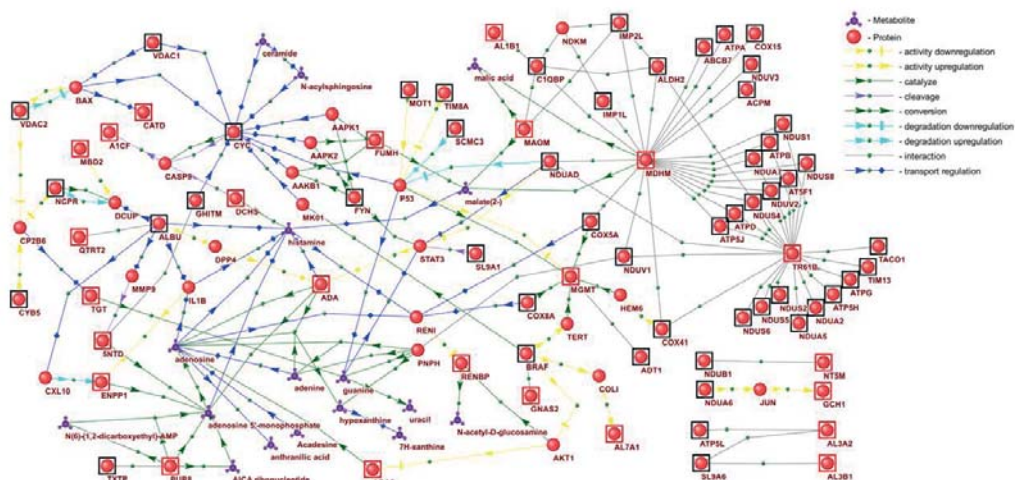 - Metabolite
- Protein
- activity downregulation
- activity upregulation
- catalyze
- cleavage
- conversion
- degradation downregulation
- degradation upregulation
- interaction
- transport regulation
VDAC1
ceramide
N-acylsphingosine
BAX
VDAC2
CATD
A1CF
MBD2
CASP9
CYC
AAPK1
AAPK2
AAKB1
MK01
FUMH
FYN
MOT1
TIM8A
SCMC3
P53
AL1B1
NDKM
IMP2L
malic acid
C1QBP
ALDH2
IMP1L
MAOM
NDUAD
malate(2-)
MDHM
ABCB7
ATPA
COX15
NDUV3
ACPM
NDUS1
ATPB
NDUS8
AT5F1
NDUV2
NDUS4
ATPD
ATP5J
NCPR
DCUP
GHITM
DCHS
CP2B6
GTRT2
ALBU
histamine
DPP4
STAT3
SL9A1
COX5A
NDUV1
TR61B
TACO1
TIM13
ATPG
ATP5H
NDUA2
NDUA5
NDUS2
NDUS5
NDUS6
CYB5
TGT
MMP9
IL1B
ADA
MGMT
HEM6
COX41
COX6A
TERT
RENI
5NTD
adenosine
PNPH
ADT1
CXL10
ENPP1
adenine
guanine
RENBP
BRAF
COLI
GNAS2
AL7A1
N(6)-(1,2-dicarboxyethyl)-AMP
adenosine 5'-monophosphate
hypoxanthine
uracil
7H-xanthine
Acadesine
anthranilic acid
N-acetyl-D-glucosamine
AKT1
NDUB1
NT5M
NDUA6
JUN
GCH1
ATP5L
AL3A2
SL9A6
AL3B1